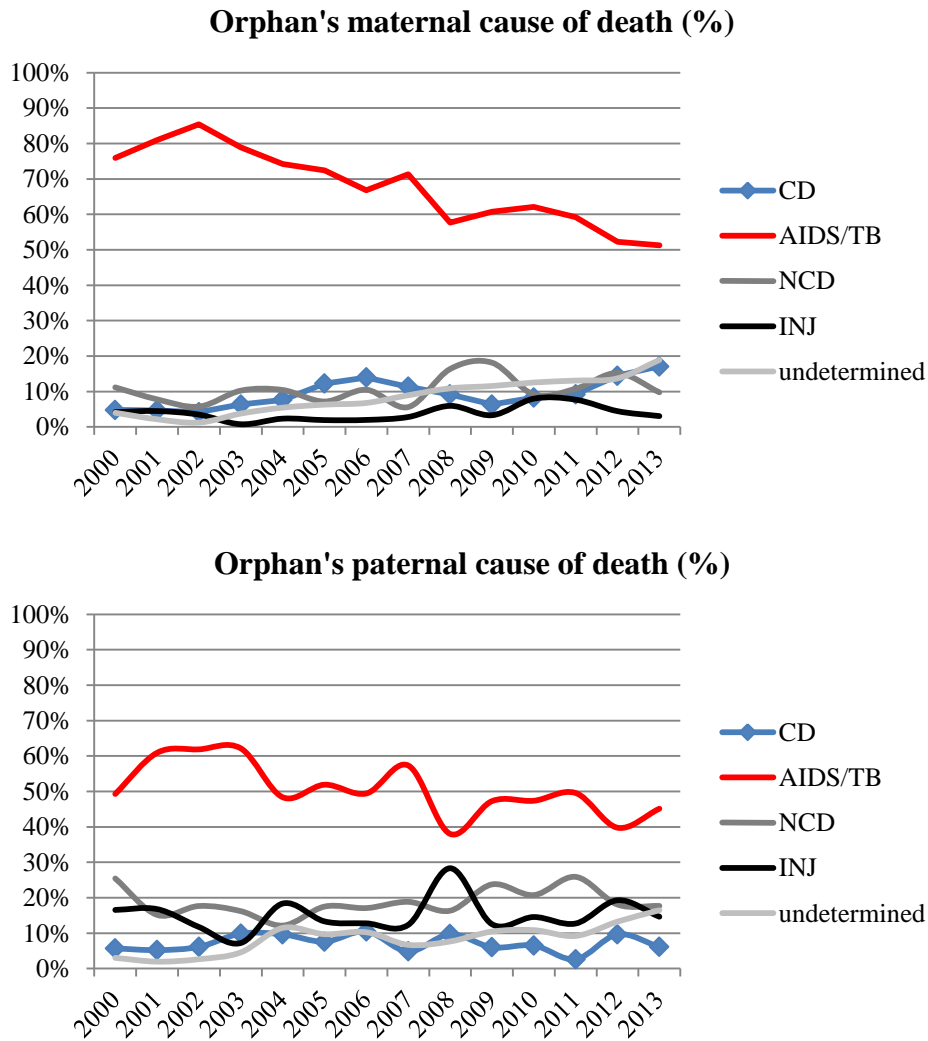 Orphan's maternal cause of death (%)
100%
90%
80%
70%
60%
50%
40%
30%
20%
10%
0%
2000 2001 2002 2003 2004 2005 2006 2007 2008 2009 2010 2011 2012 2013
CD
AIDS/TB
NCD
INJ
undetermined
Orphan's paternal cause of death (%)
100%
90%
80%
70%
60%
50%
40%
30%
20%
10%
0%
2000 2001 2002 2003 2004 2005 2006 2007 2008 2009 2010 2011 2012 2013
CD
AIDS/TB
NCD
INJ
undetermined